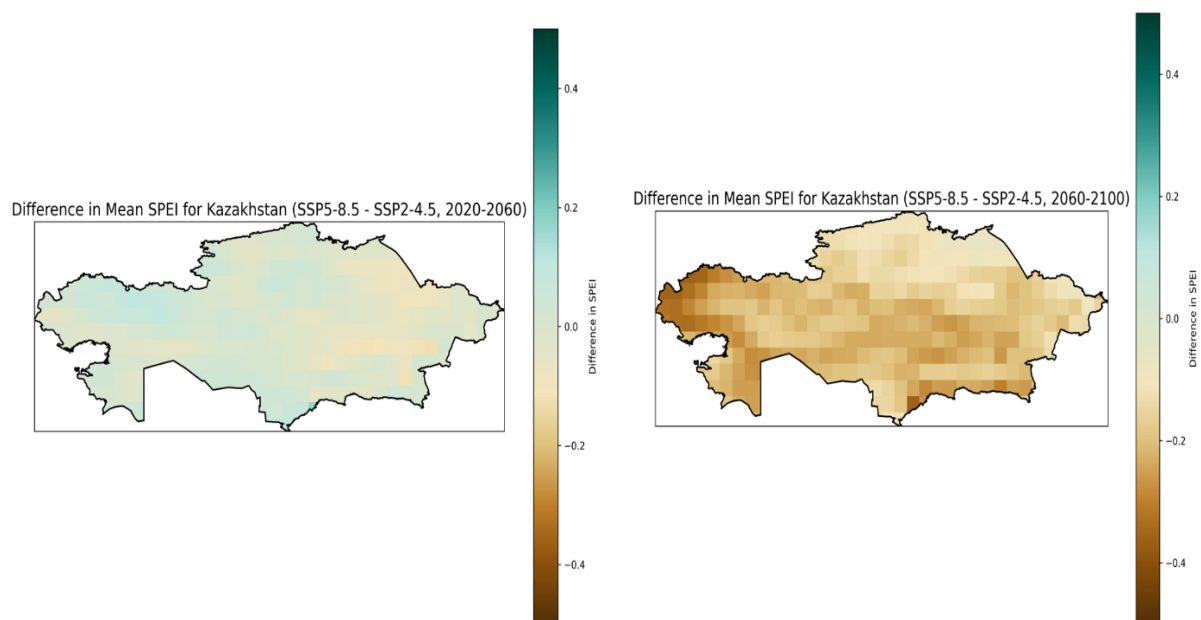 Difference in Mean SPEI for Kazakhstan (SSP5-8.5 - SSP2-4.5, 2020-2060)
0.4
0.2
0.0
−0.2
−0.4
Difference in SPEI
Difference in Mean SPEI for Kazakhstan (SSP5-8.5 - SSP2-4.5, 2060-2100)
0.4
0.2
0.0
−0.2
−0.4
Difference in SPEI